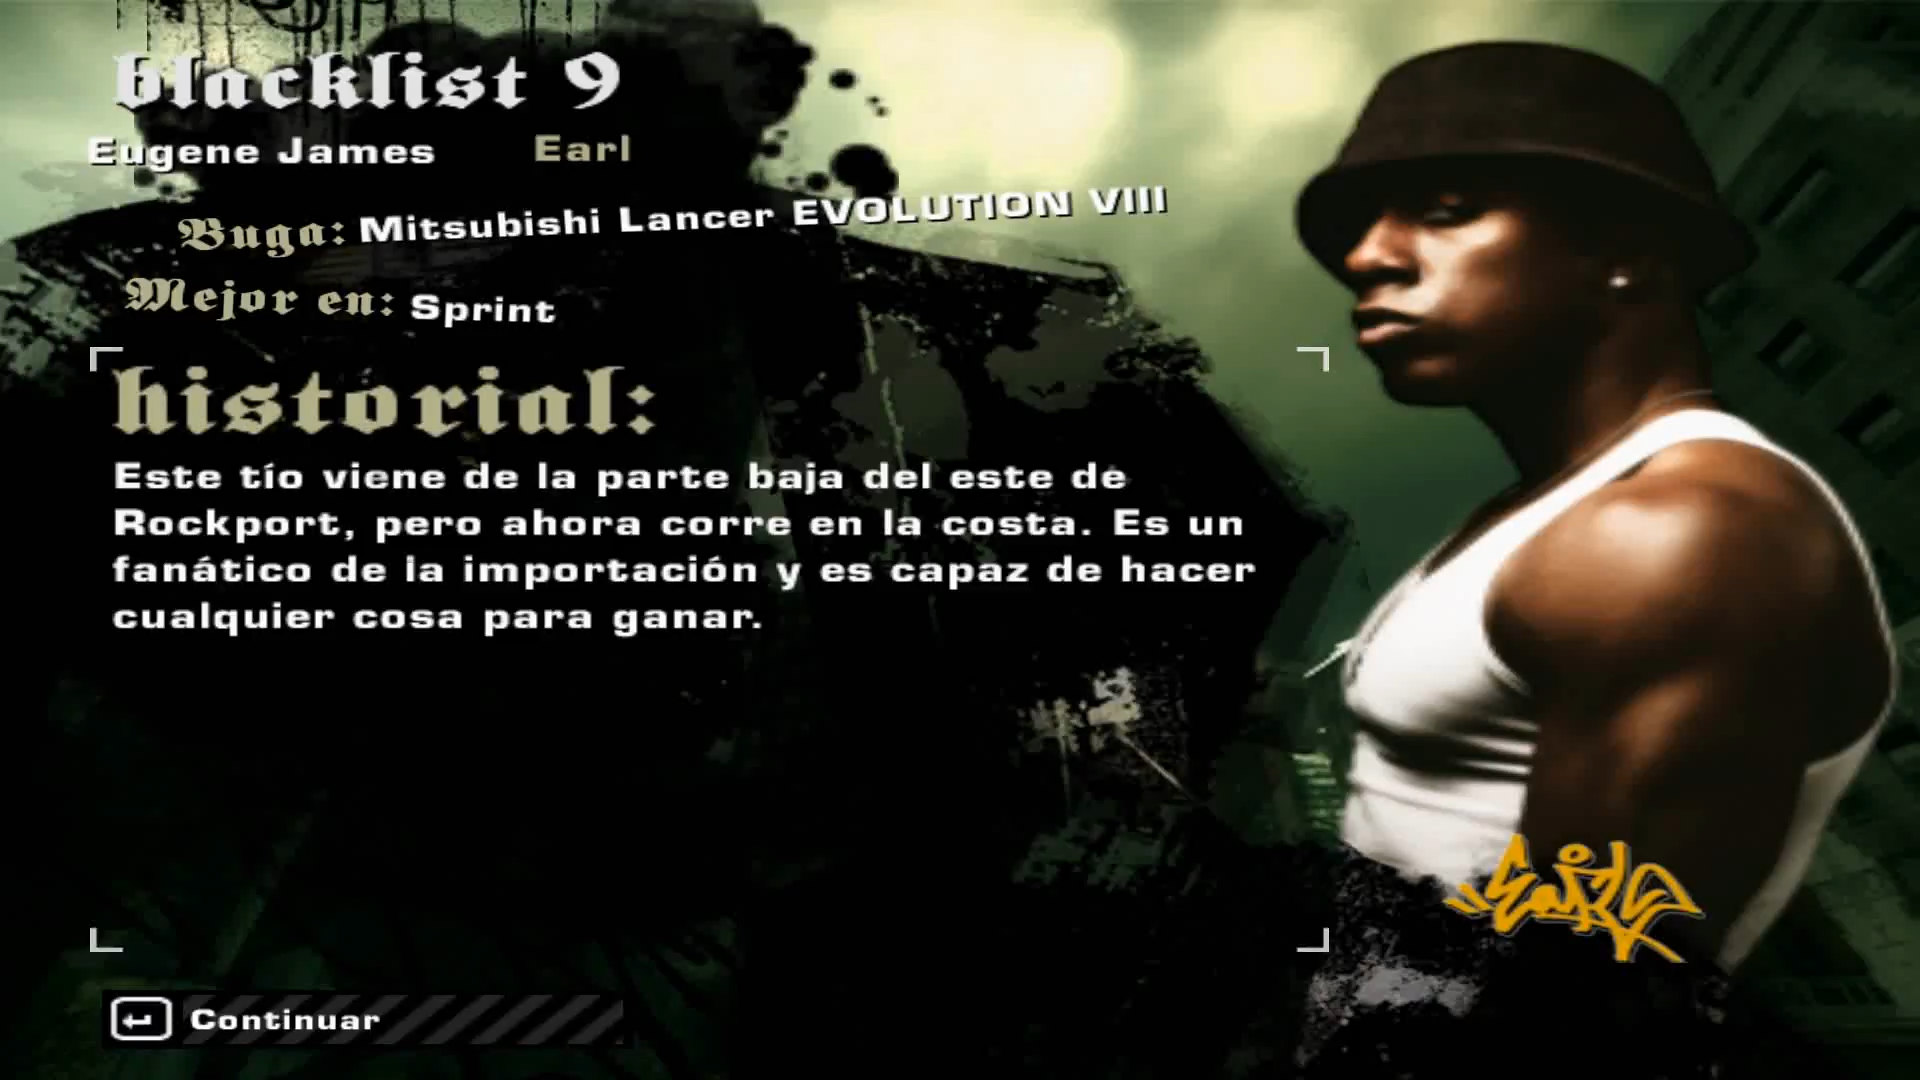 blacklist 9
Eugene James Earl
Buga: Mitsubishi Lancer EVOLUTION VIII
Mejor en: Sprint
historial:
Este tío viene de la parte baja del este de
Rockport, pero ahora corre en la costa. Es un
fanático de la importación y es capaz de hacer
cualquier cosa para ganar.
Earl
Continuar